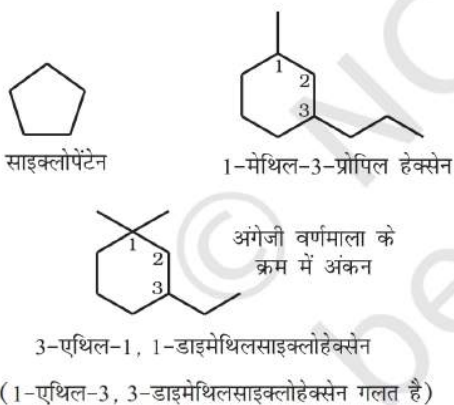 1
2
3
साइक्लोपेंटेन
1-मेथिल-3-प्रोपिल हेक्सेन
1
2
3
अंगेजी वर्णमाला के
क्रम में अंकन
3-एथिल-1, 1-डाइमेथिलसाइक्लोहेक्सेन
(1-एथिल-3, 3-डाइमेथिलसाइक्लोहेक्सेन गलत है)